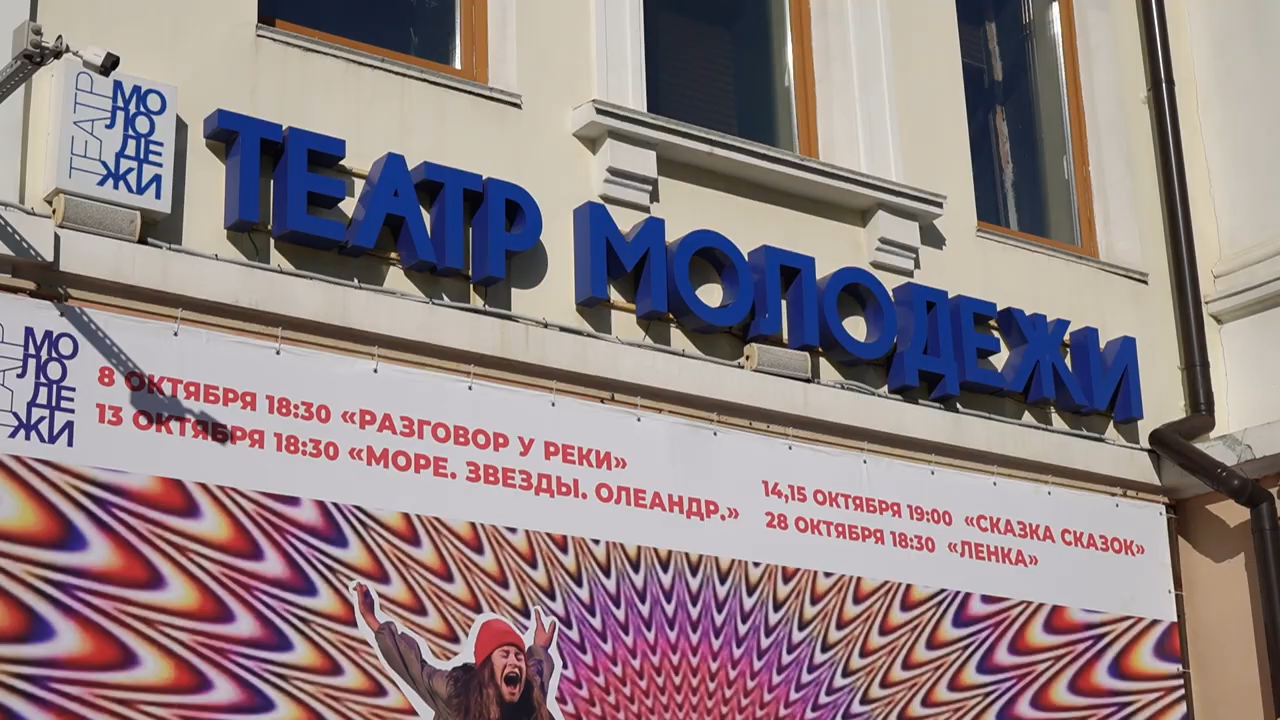 ТЕАТР
МО
ЛО
ДЕ
ЖИ
ТЕАТР МОЛОДЕЖИ
ТЕАТР
МО
ЛО
ДЕ
ЖИ
8 ОКТЯБРЯ 18:30 «РАЗГОВОР У РЕКИ»
13 ОКТЯБРЯ 18:30 «МОРЕ. ЗВЕЗДЫ. ОЛЕАНДР.»
14,15 ОКТЯБРЯ 19:00 «СКАЗКА СКАЗОК»
28 ОКТЯБРЯ 18:30 «ЛЕНКА»